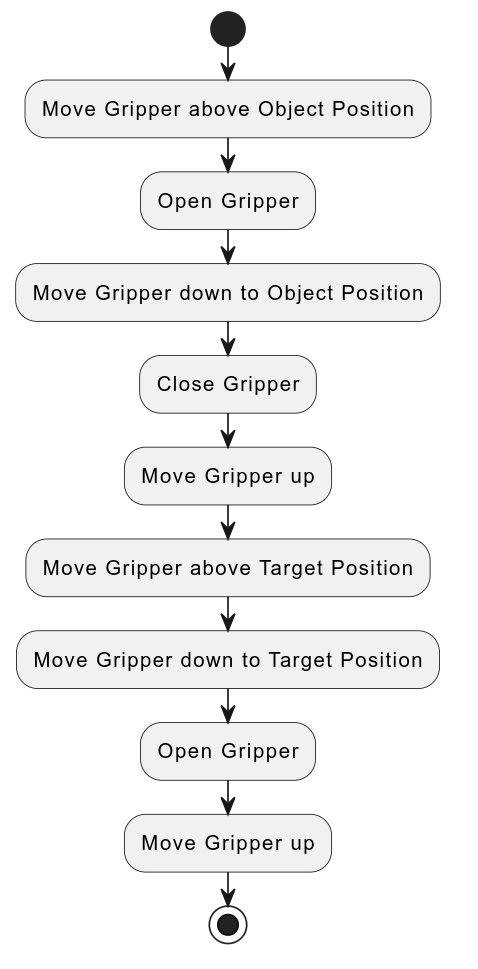 Move Gripper above Object Position
Open Gripper
Move Gripper down to Object Position
Close Gripper
Move Gripper up
Move Gripper above Target Position
Move Gripper down to Target Position
Open Gripper
Move Gripper up